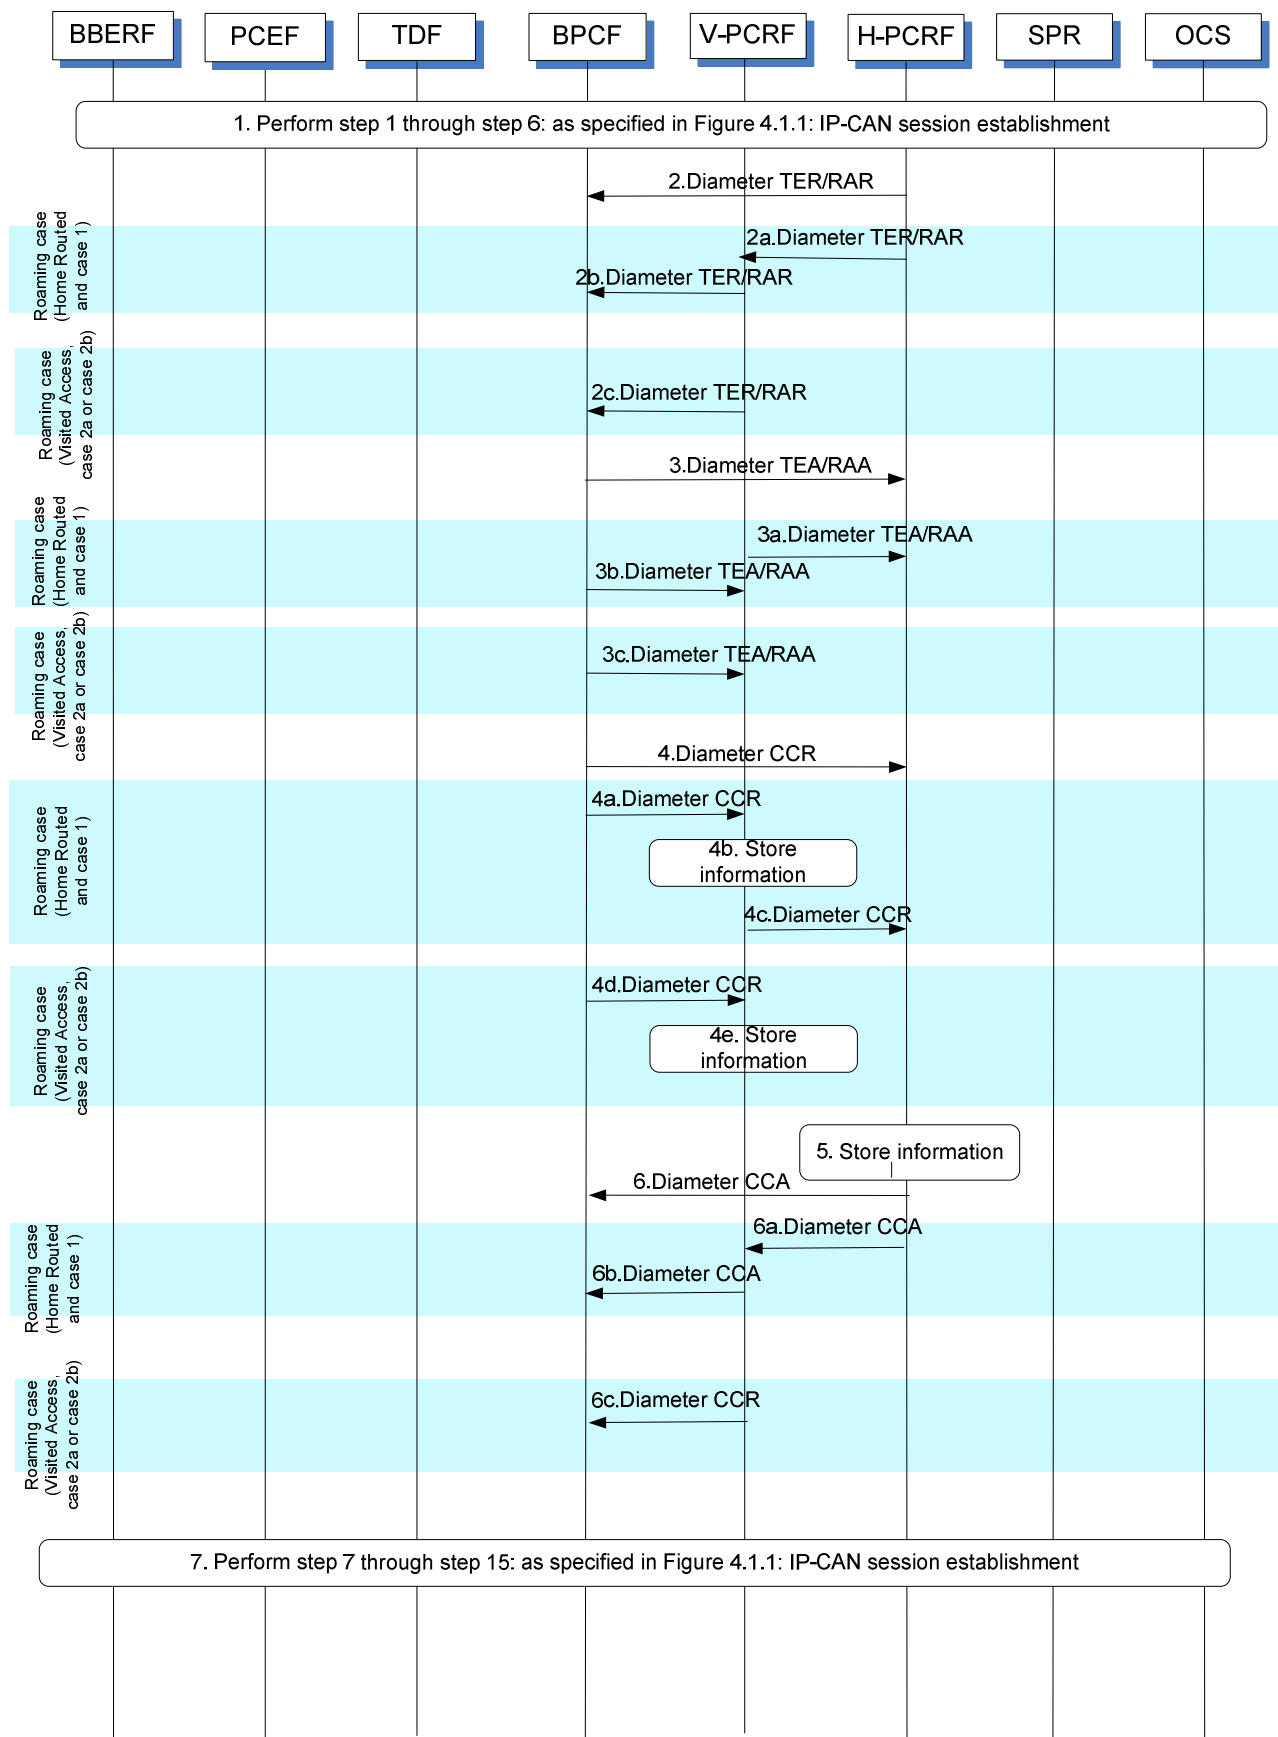 BBERF
PCEF
TDF
BPCF
V-PCRF
H-PCRF
SPR
OCS
1. Perform step 1 through step 6: as specified in Figure 4.1.1: IP-CAN session establishment
2.Diameter TER/RAR
Roaming case
(Home Routed
and case 1)
2a.Diameter TER/RAR
2b.Diameter TER/RAR
Roaming case
(Visited Access,
case 2a or case 2b)
2c.Diameter TER/RAR
3.Diameter TEA/RAA
Roaming case
(Home Routed
and case 1)
3a.Diameter TEA/RAA
3b.Diameter TEA/RAA
Roaming case
(Visited Access,
case 2a or case 2b)
3c.Diameter TEA/RAA
4.Diameter CCR
Roaming case
(Home Routed
and case 1)
4a.Diameter CCR
4b. Store
information
4c.Diameter CCR
Roaming case
(Visited Access,
case 2a or case 2b)
4d.Diameter CCR
4e. Store
information
5. Store information
6.Diameter CCA
Roaming case
(Home Routed
and case 1)
6a.Diameter CCA
6b.Diameter CCA
Roaming case
(Visited Access,
case 2a or case 2b)
6c.Diameter CCR
7. Perform step 7 through step 15: as specified in Figure 4.1.1: IP-CAN session establishment